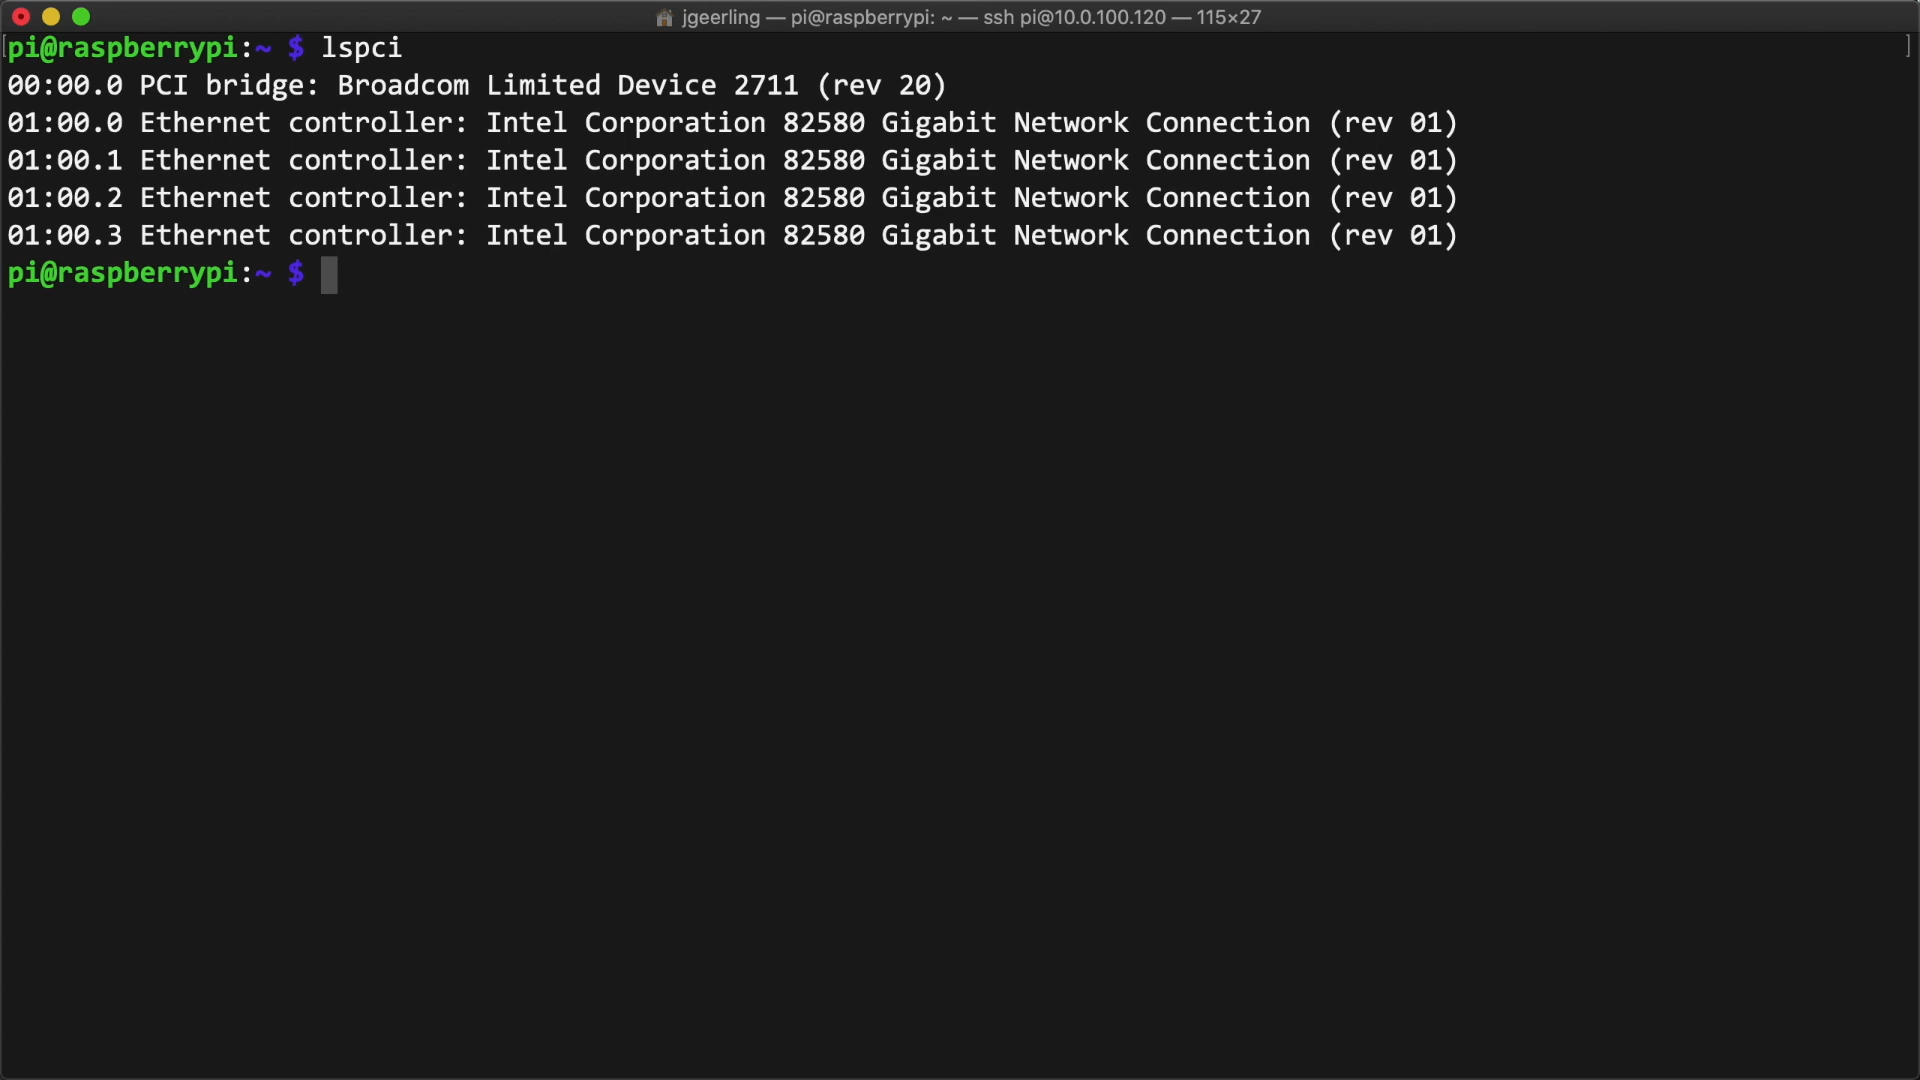 jgeerling — pi@raspberrypi: ~ — ssh pi@10.0.100.120 — 115×27
[pi@raspberrypi:~ $ lspci ]
00:00.0 PCI bridge: Broadcom Limited Device 2711 (rev 20)
01:00.0 Ethernet controller: Intel Corporation 82580 Gigabit Network Connection (rev 01)
01:00.1 Ethernet controller: Intel Corporation 82580 Gigabit Network Connection (rev 01)
01:00.2 Ethernet controller: Intel Corporation 82580 Gigabit Network Connection (rev 01)
01:00.3 Ethernet controller: Intel Corporation 82580 Gigabit Network Connection (rev 01)
pi@raspberrypi:~ $